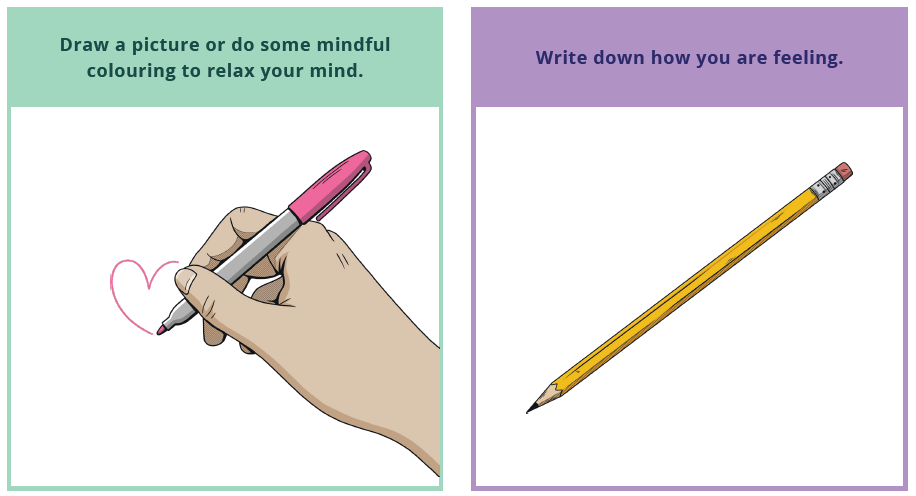 Draw a picture or do some mindful
colouring to relax your mind.
Write down how you are feeling.